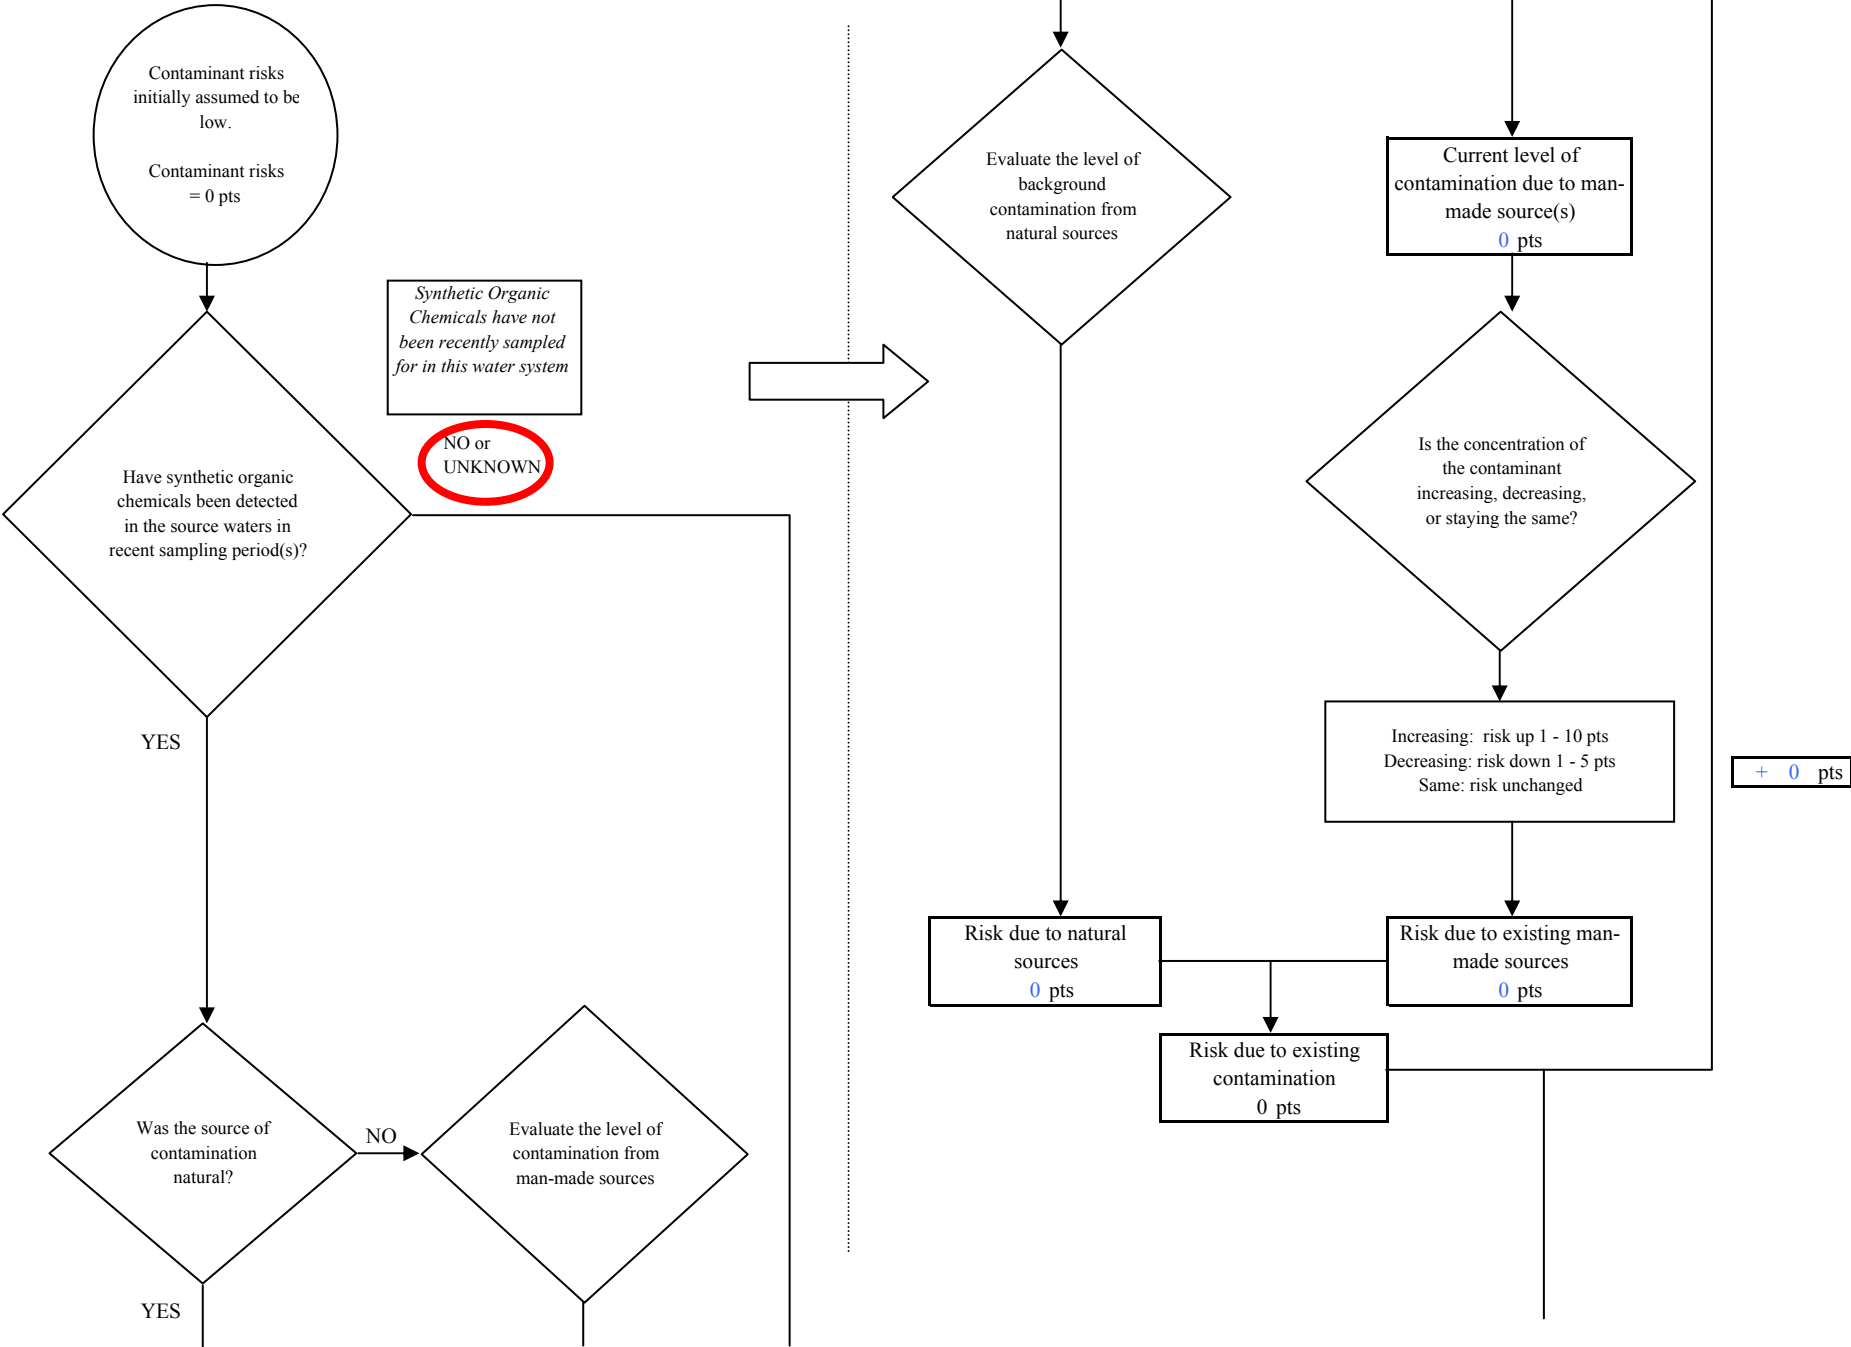 Contaminant risks
initially assumed to be
low.
Contaminant risks
= 0 pts
Synthetic Organic
Chemicals have not
been recently sampled
for in this water system
NO or
UNKNOWN
Have synthetic organic
chemicals been detected
in the source waters in
recent sampling period(s)?
YES
Was the source of
contamination
natural?
NO
Evaluate the level of
contamination from
man-made sources
YES
Evaluate the level of
background
contamination from
natural sources
Current level of
contamination due to man-
made source(s)
0 pts
Is the concentration of
the contaminant
increasing, decreasing,
or staying the same?
Increasing: risk up 1 - 10 pts
Decreasing: risk down 1 - 5 pts
Same: risk unchanged
+ 0 pts
Risk due to natural
sources
0 pts
Risk due to existing man-
made sources
0 pts
Risk due to existing
contamination
0 pts